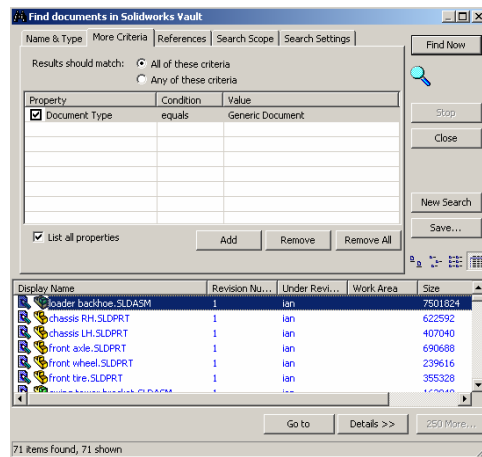 Find documents in Solidworks Vault
Name & Type More Criteria References Search Scope Search Settings
Find Now
Results should match: All of these criteria
Any of these criteria
Property Condition Value
Document Type equals Generic Document
Stop
Close
New Search
Save...
List all properties
Add Remove Remove All
Display Name Revision Nu... Under Revi... Work Area Size
loader backhoe.SLDASM 1 ian 7501824
chassis RH.SLDPRT 1 ian 622592
chassis LH.SLDPRT 1 ian 407040
front axle.SLDPRT 1 ian 690688
front wheel.SLDPRT 1 ian 239616
front tire.SLDPRT 1 ian 355328
Go to Details >> 250 More...
71 items found, 71 shown